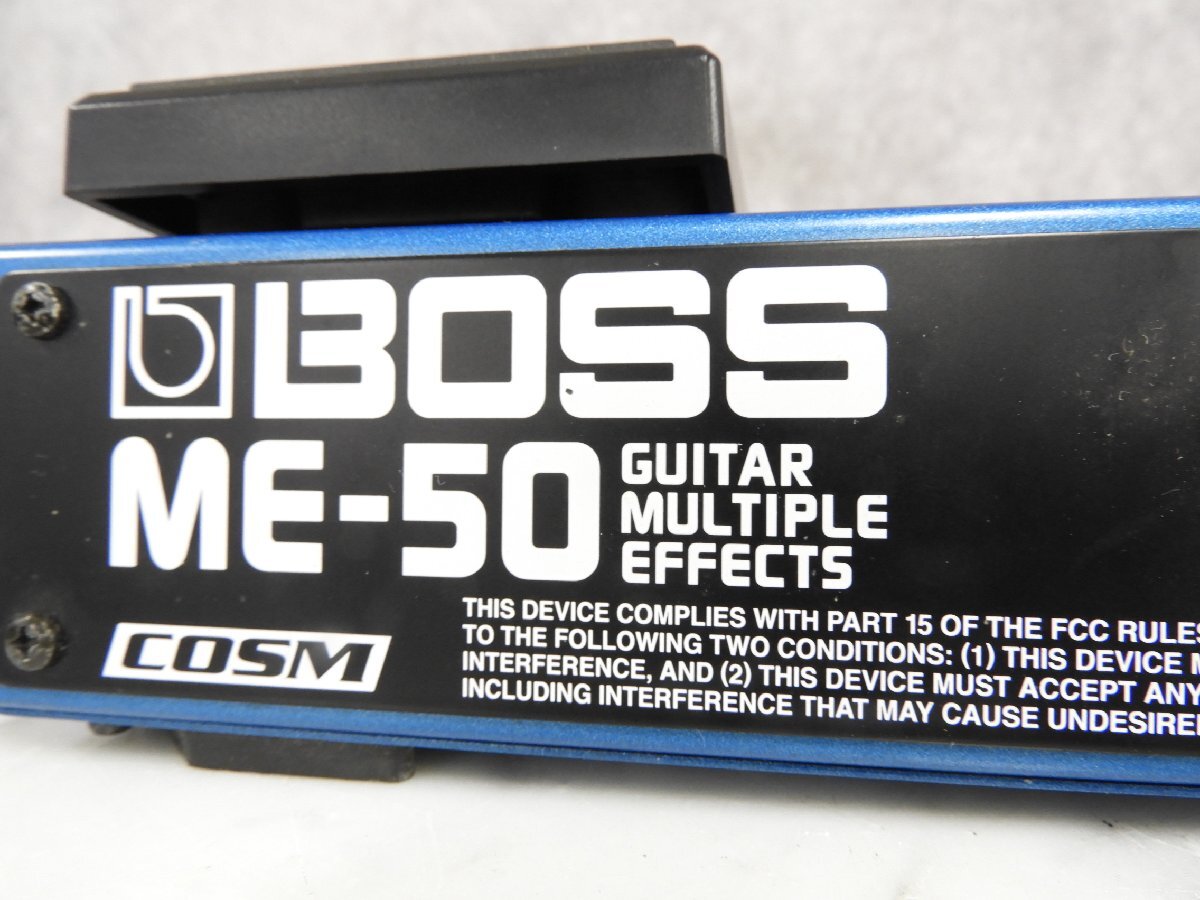 BOSS
ME-50 GUITAR
MULTIPLE
EFFECTS
COSM
THIS DEVICE COMPLIES WITH PART 15 OF THE FCC RULES
TO THE FOLLOWING TWO CONDITIONS: (1) THIS DEVICE
INTERFERENCE, AND (2) THIS DEVICE MUST ACCEPT ANY
INCLUDING INTERFERENCE THAT MAY CAUSE